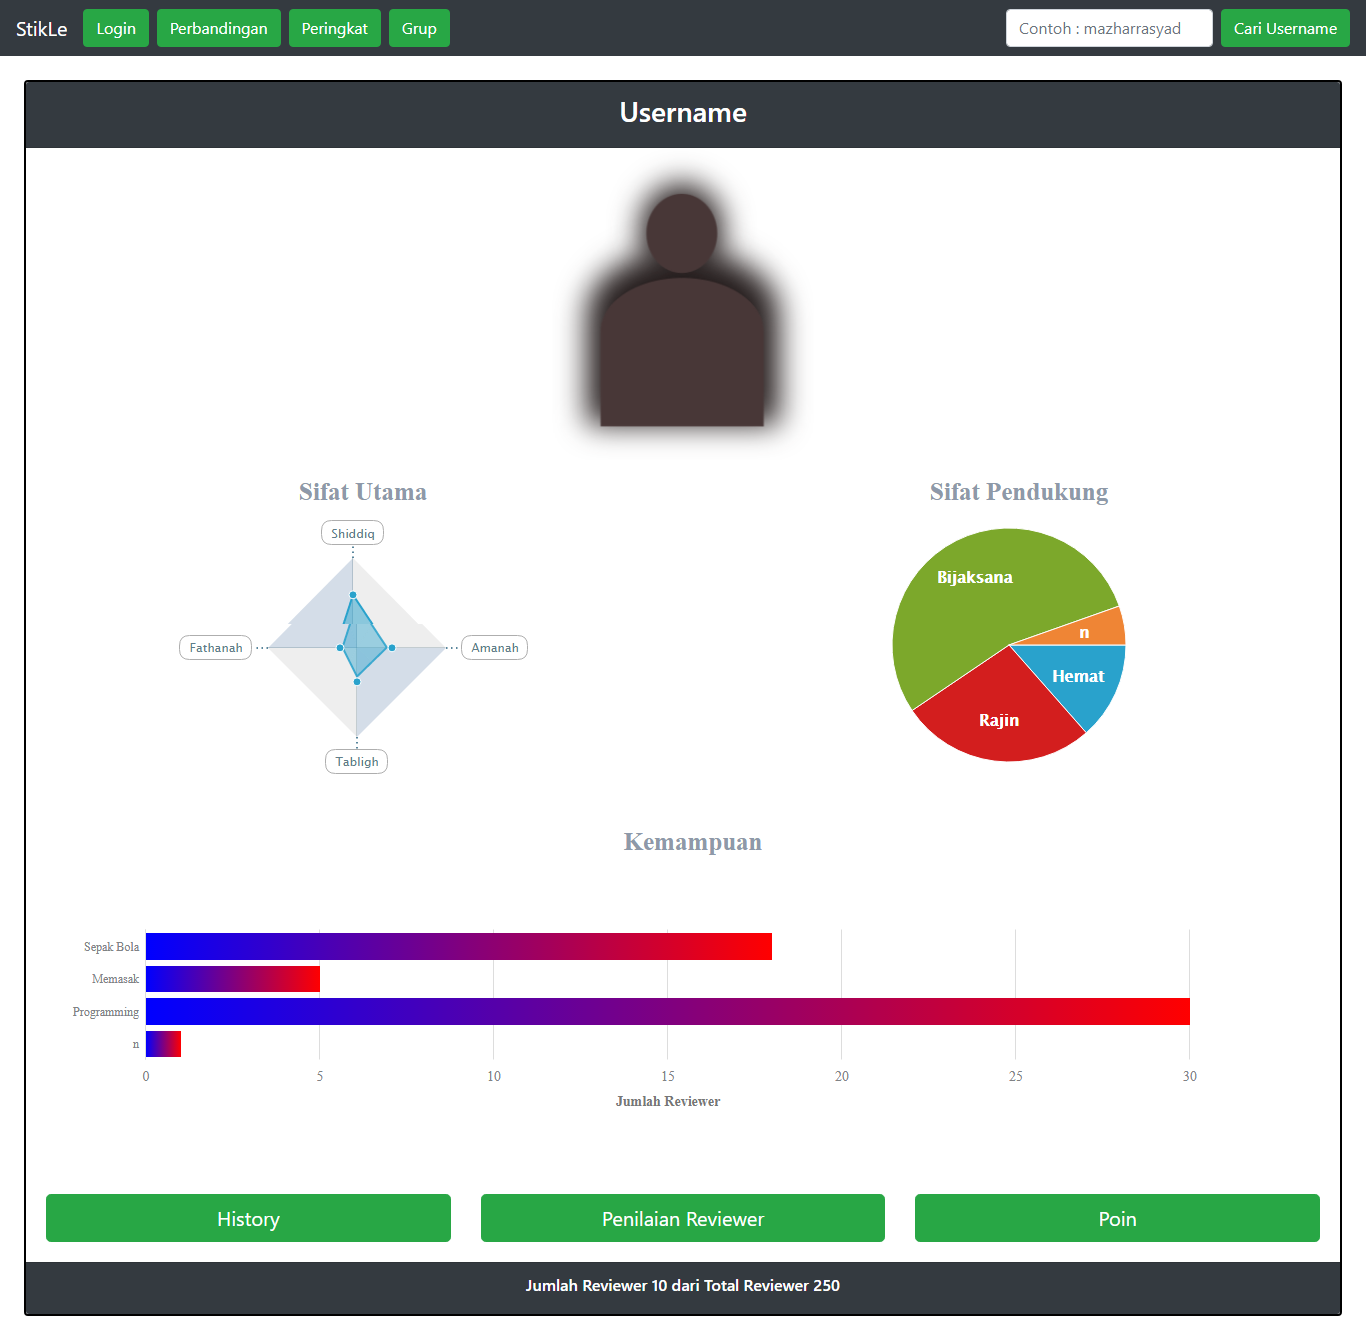 StikLe Login Perbandingan Peringkat Grup Contoh : mazharrasyad Cari Username
Username
Sifat Utama
Shiddiq
Fathanah
Amanah
Tabligh
Sifat Pendukung
Bijaksana
n
Hemat
Rajin
Kemampuan
Sepak Bola
Memasak
Programming
n
0 5 10 15 20 25 30
Jumlah Reviewer
History Penilaian Reviewer Poin
Jumlah Reviewer 10 dari Total Reviewer 250